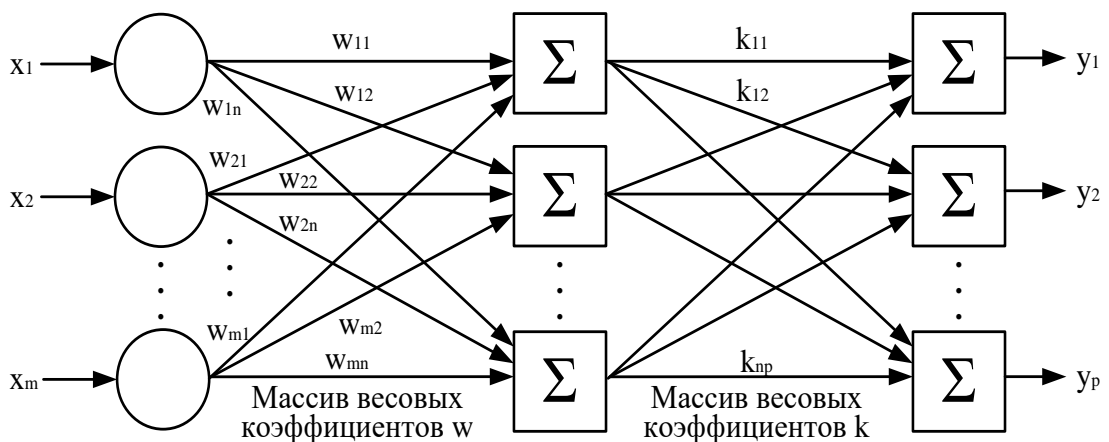 x1 w11 Σ k11 Σ y1
w12 k12
w1n
w21
x2 w22 Σ Σ y2
w2n
wm1 wm2
xm wmn Σ knp Σ yp
Массив весовых
коэффициентов w
Массив весовых
коэффициентов k